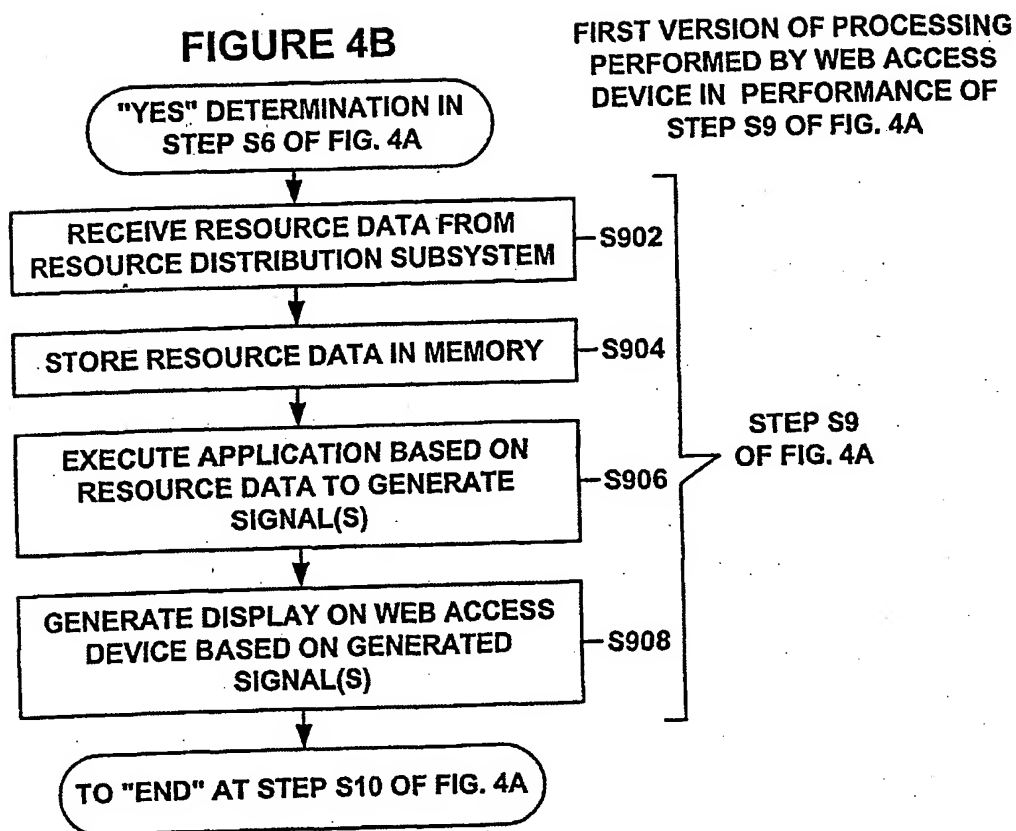 FIGURE 4B
FIRST VERSION OF PROCESSING
PERFORMED BY WEB ACCESS
DEVICE IN PERFORMANCE OF
STEP S9 OF FIG. 4A
"YES" DETERMINATION IN
STEP S6 OF FIG. 4A
RECEIVE RESOURCE DATA FROM
RESOURCE DISTRIBUTION SUBSYSTEM
S902
STORE RESOURCE DATA IN MEMORY
S904
EXECUTE APPLICATION BASED ON
RESOURCE DATA TO GENERATE
SIGNAL(S)
S906
GENERATE DISPLAY ON WEB ACCESS
DEVICE BASED ON GENERATED
SIGNAL(S)
S908
STEP S9
OF FIG. 4A
TO "END" AT STEP S10 OF FIG. 4A